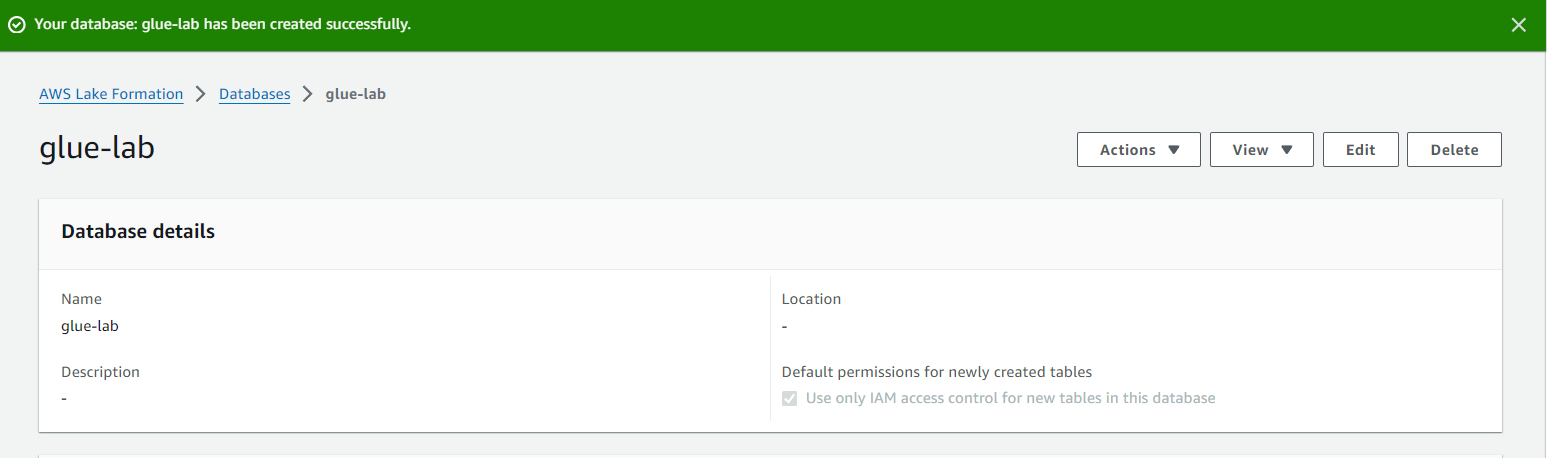 Your database: glue-lab has been created successfully.
AWS Lake Formation > Databases > glue-lab
glue-lab
Actions View Edit Delete
Database details
Name
glue-lab
Location
-
Description
-
Default permissions for newly created tables
Use only IAM access control for new tables in this database